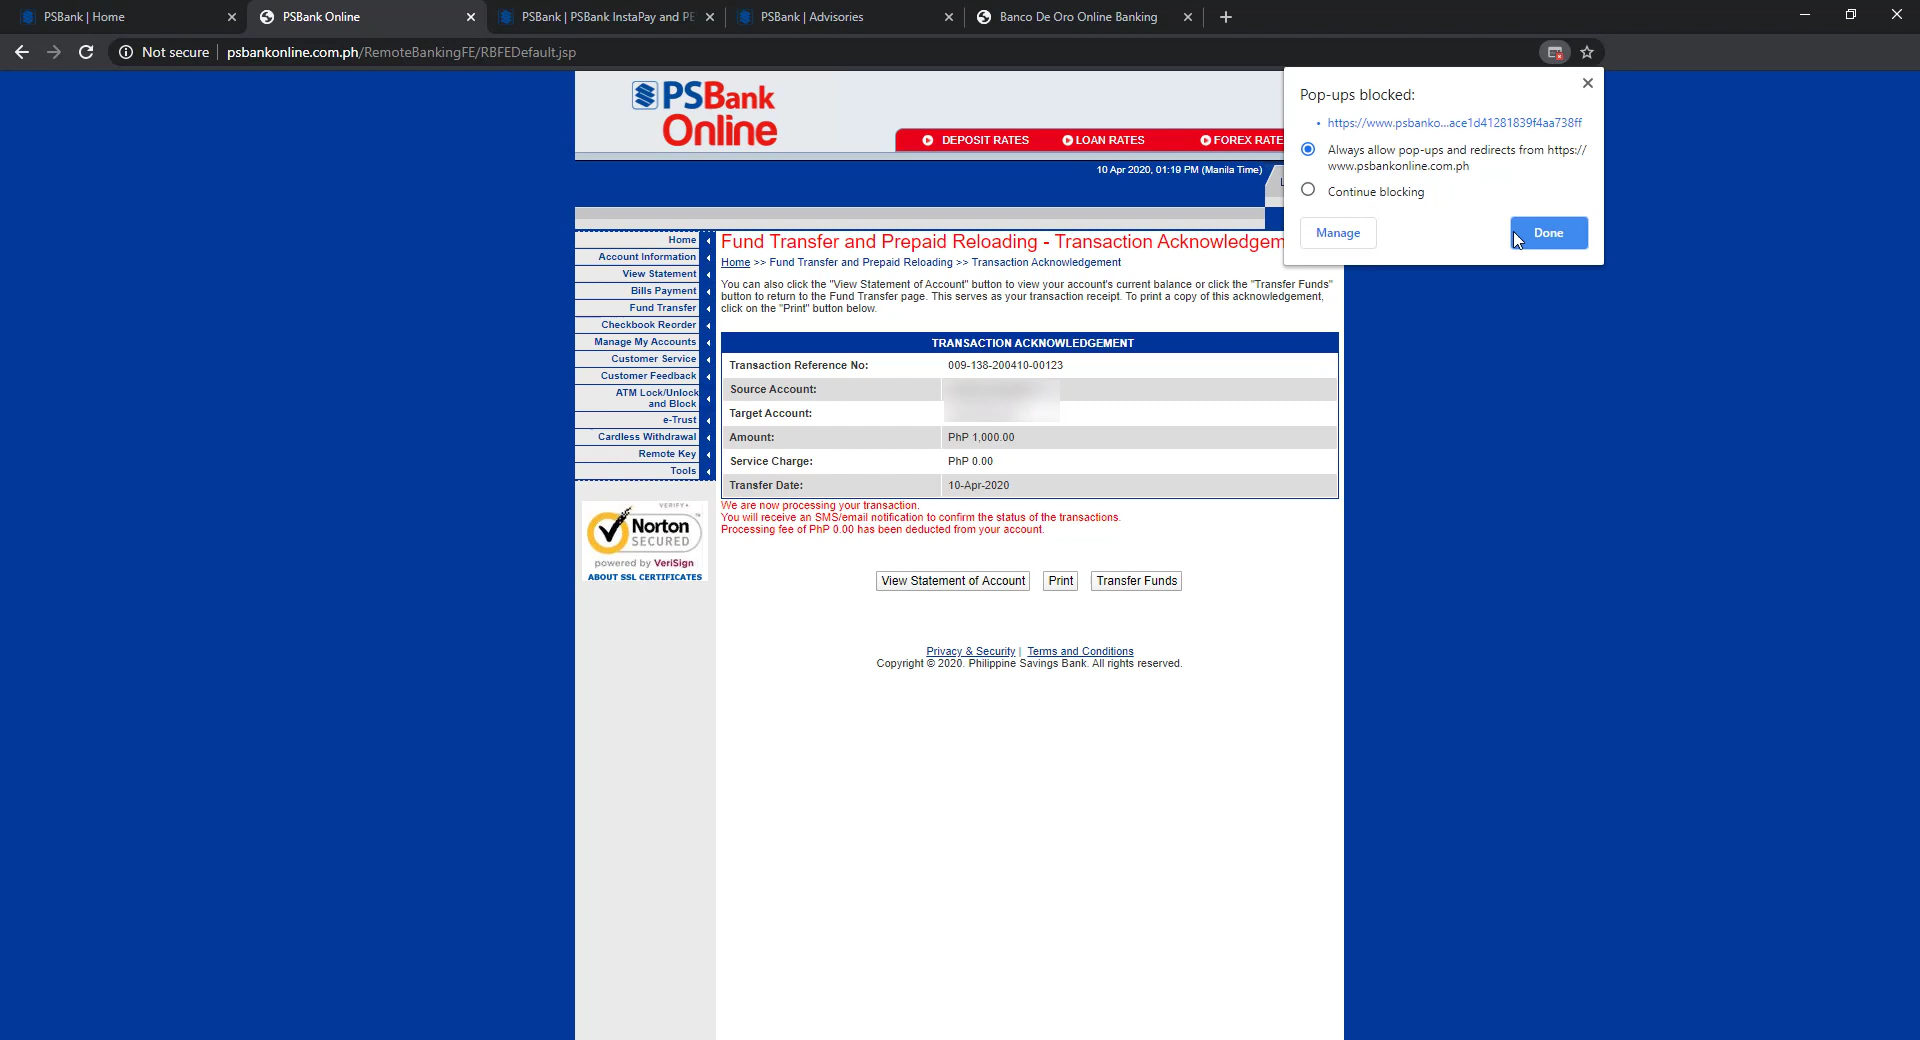 PSBank | Home
PSBank Online
PSBank | PSBank InstaPay and PE
PSBank | Advisories
Banco De Oro Online Banking
Not secure
psbankonline.com.ph/RemoteBankingFE/RBFEDefault.jsp
PSBank
Online
DEPOSIT RATES
LOAN RATES
FOREX RATE
10 Apr 2020, 01:19 PM (Manila Time)
Pop-ups blocked:
• https://www.psbanko...ace1d41281839f4aa738ff
Always allow pop-ups and redirects from https://
www.psbankonline.com.ph
Continue blocking
Manage
Done
Home
Account Information
View Statement
Bills Payment
Fund Transfer
Checkbook Reorder
Manage My Accounts
Customer Service
Customer Feedback
ATM Lock/Unlock
and Block
e-Trust
Cardless Withdrawal
Remote Key
Tools
VERIFY
Norton
SECURED
powered by VeriSign
ABOUT SSL CERTIFICATES
Fund Transfer and Prepaid Reloading - Transaction Acknowledgem
Home >> Fund Transfer and Prepaid Reloading >> Transaction Acknowledgement
You can also click the "View Statement of Account" button to view your account's current balance or click the "Transfer Funds"
button to return to the Fund Transfer page. This serves as your transaction receipt. To print a copy of this acknowledgement,
click on the "Print" button below.
TRANSACTION ACKNOWLEDGEMENT
Transaction Reference No: 009-138-200410-00123
Source Account:
Target Account:
Amount: PhP 1,000.00
Service Charge: PhP 0.00
Transfer Date: 10-Apr-2020
We are now processing your transaction.
You will receive an SMS/email notification to confirm the status of the transactions.
Processing fee of PhP 0.00 has been deducted from your account.
View Statement of Account
Print
Transfer Funds
Privacy & Security | Terms and Conditions
Copyright © 2020. Philippine Savings Bank. All rights reserved.